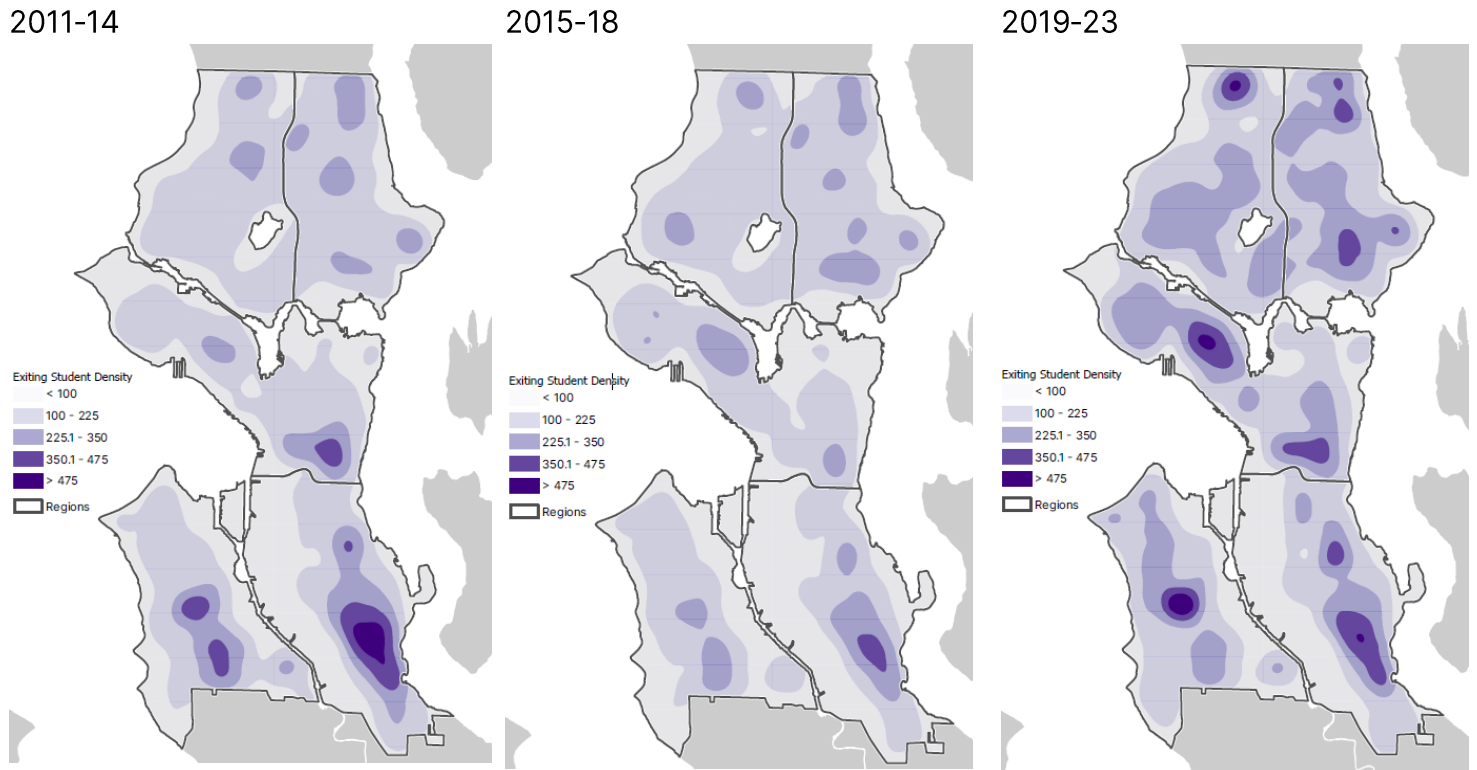 2011-14
2015-18
2019-23
Exiting Student Density
< 100
100 - 225
225.1 - 350
350.1 - 475
> 475
Regions
Exiting Student Density
< 100
100 - 225
225.1 - 350
350.1 - 475
> 475
Regions
Exiting Student Density
< 100
100 - 225
225.1 - 350
350.1 - 475
> 475
Regions